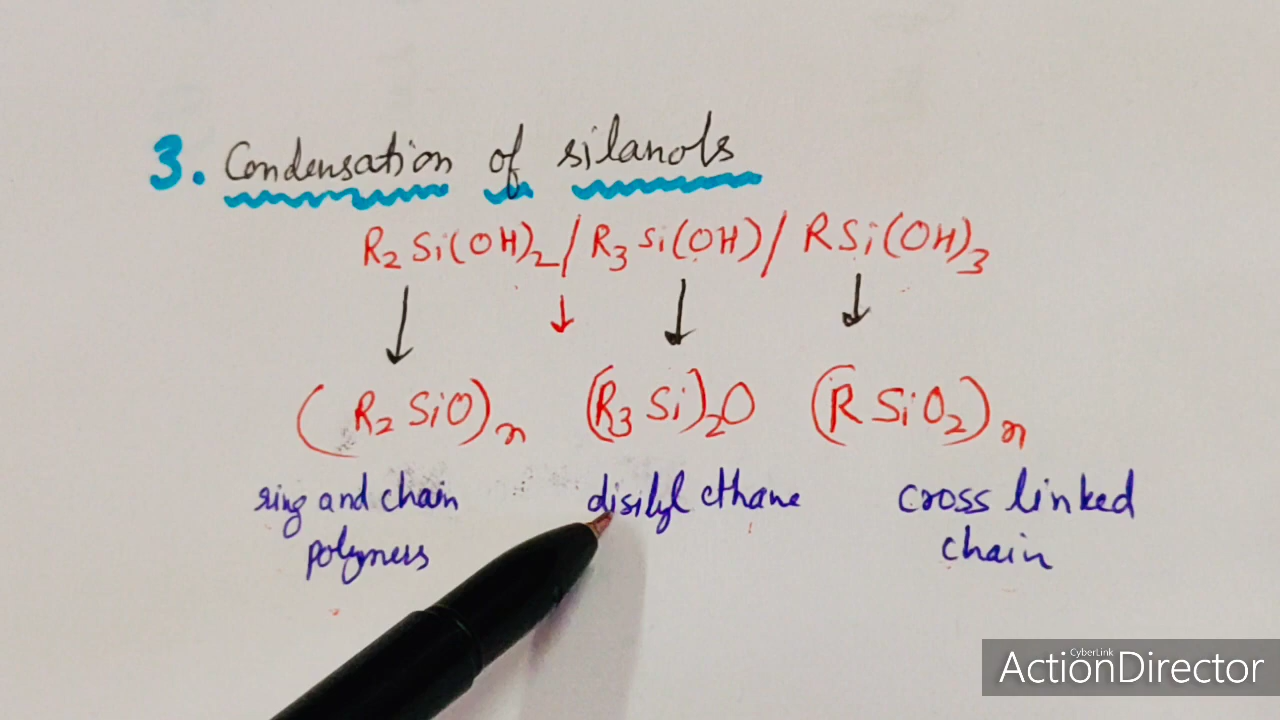 3. Condensation of silanols
R₂Si(OH)₂/R₃Si(OH)/RSi(OH)₃
↓ ↓ ↓ ↓
(R₂SiO)ₙ (R₃Si)₂O (RSiO₂)ₙ
ring and chain disilyl ethane cross linked
polymers chain
CyberLink
ActionDirector